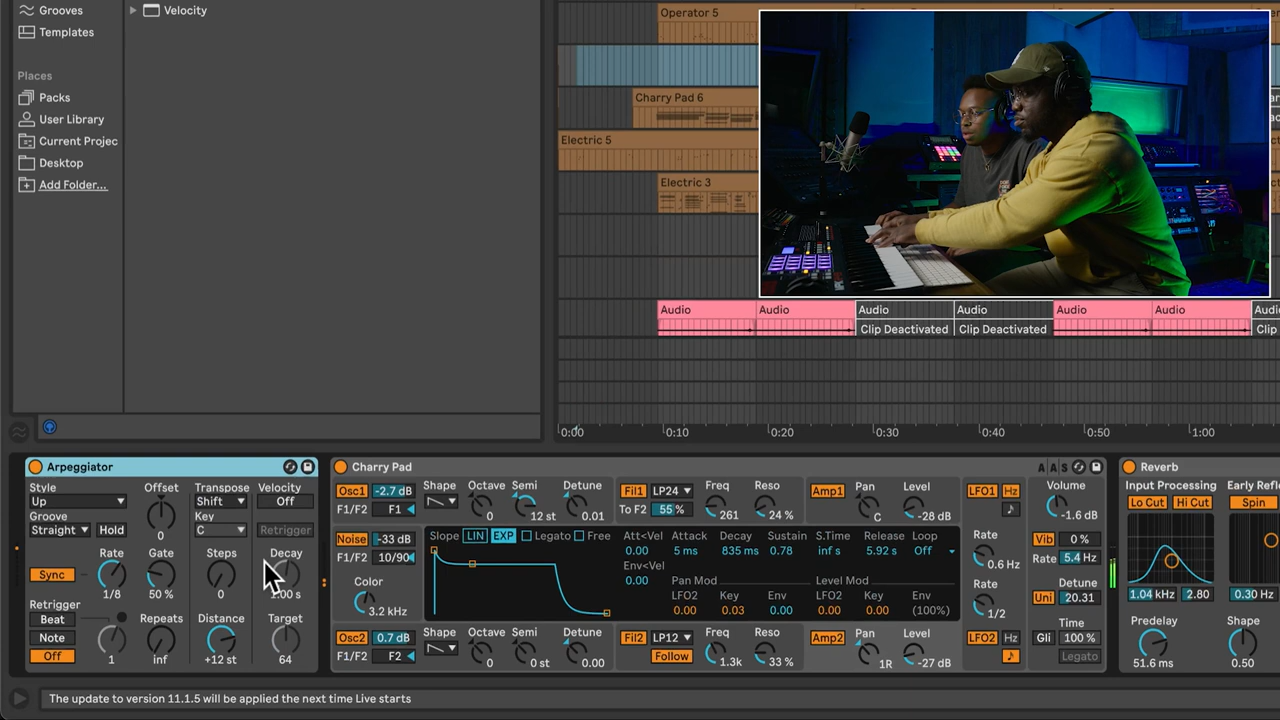 Grooves
Templates
Places
Packs
User Library
Current Projec
Desktop
Add Folder...
Velocity
Operator 5
Charry Pad 6
Electric 5
Electric 3
Audio Audio Audio Audio Audio Audio Audi
Clip Deactivated Clip Deactivated Clip
0:00 0:10 0:20 0:30 0:40 0:50 1:00
Arpeggiator
Style Offset Transpose Velocity
Up Shift Off
Groove Key
Straight Hold 0 C Retrigger
Rate Gate Steps Decay
Sync
1/8 50 % 0
Retrigger
Beat Repeats Distance Target
Note
Off 1 inf +12 st 64
Charry Pad A A S
Osc1 -2.7 dB Shape Octave Semi Detune
F1/F2 F1 0 12 st 0.01
Fil1 LP24 Freq Reso
To F2 55 % 261 24 %
Amp1 Pan Level
C -28 dB
LFO1 Hz
Volume
-1.6 dB
Noise -33 dB
F1/F2 10/90
Color
3.2 kHz
Slope LIN EXP Legato Free
Att<Vel Attack Decay Sustain S.Time Release Loop
0.00 5 ms 835 ms 0.78 inf s 5.92 s Off
Env<Vel
0.00 Pan Mod Level Mod
LFO2 Key Env LFO2 Key Env
0.00 0.03 0.00 0.00 0.00 (100%)
Rate
0.6 Hz
Rate
1/2
Vib 0 %
Rate 5.4 Hz
Detune
Uni 20.31
Time
Gli 100 %
Legato
Osc2 0.7 dB Shape Octave Semi Detune
F1/F2 F2 0 0 st 0.00
Fil2 LP12 Freq Reso
Follow 1.3k 33 %
Amp2 Pan Level
1R -27 dB
LFO2 Hz
Reverb
Input Processing Early Refle
Lo Cut Hi Cut Spin
1.04 kHz 2.80 0.30 Hz
Predelay Shape
51.6 ms 0.50
The update to version 11.1.5 will be applied the next time Live starts